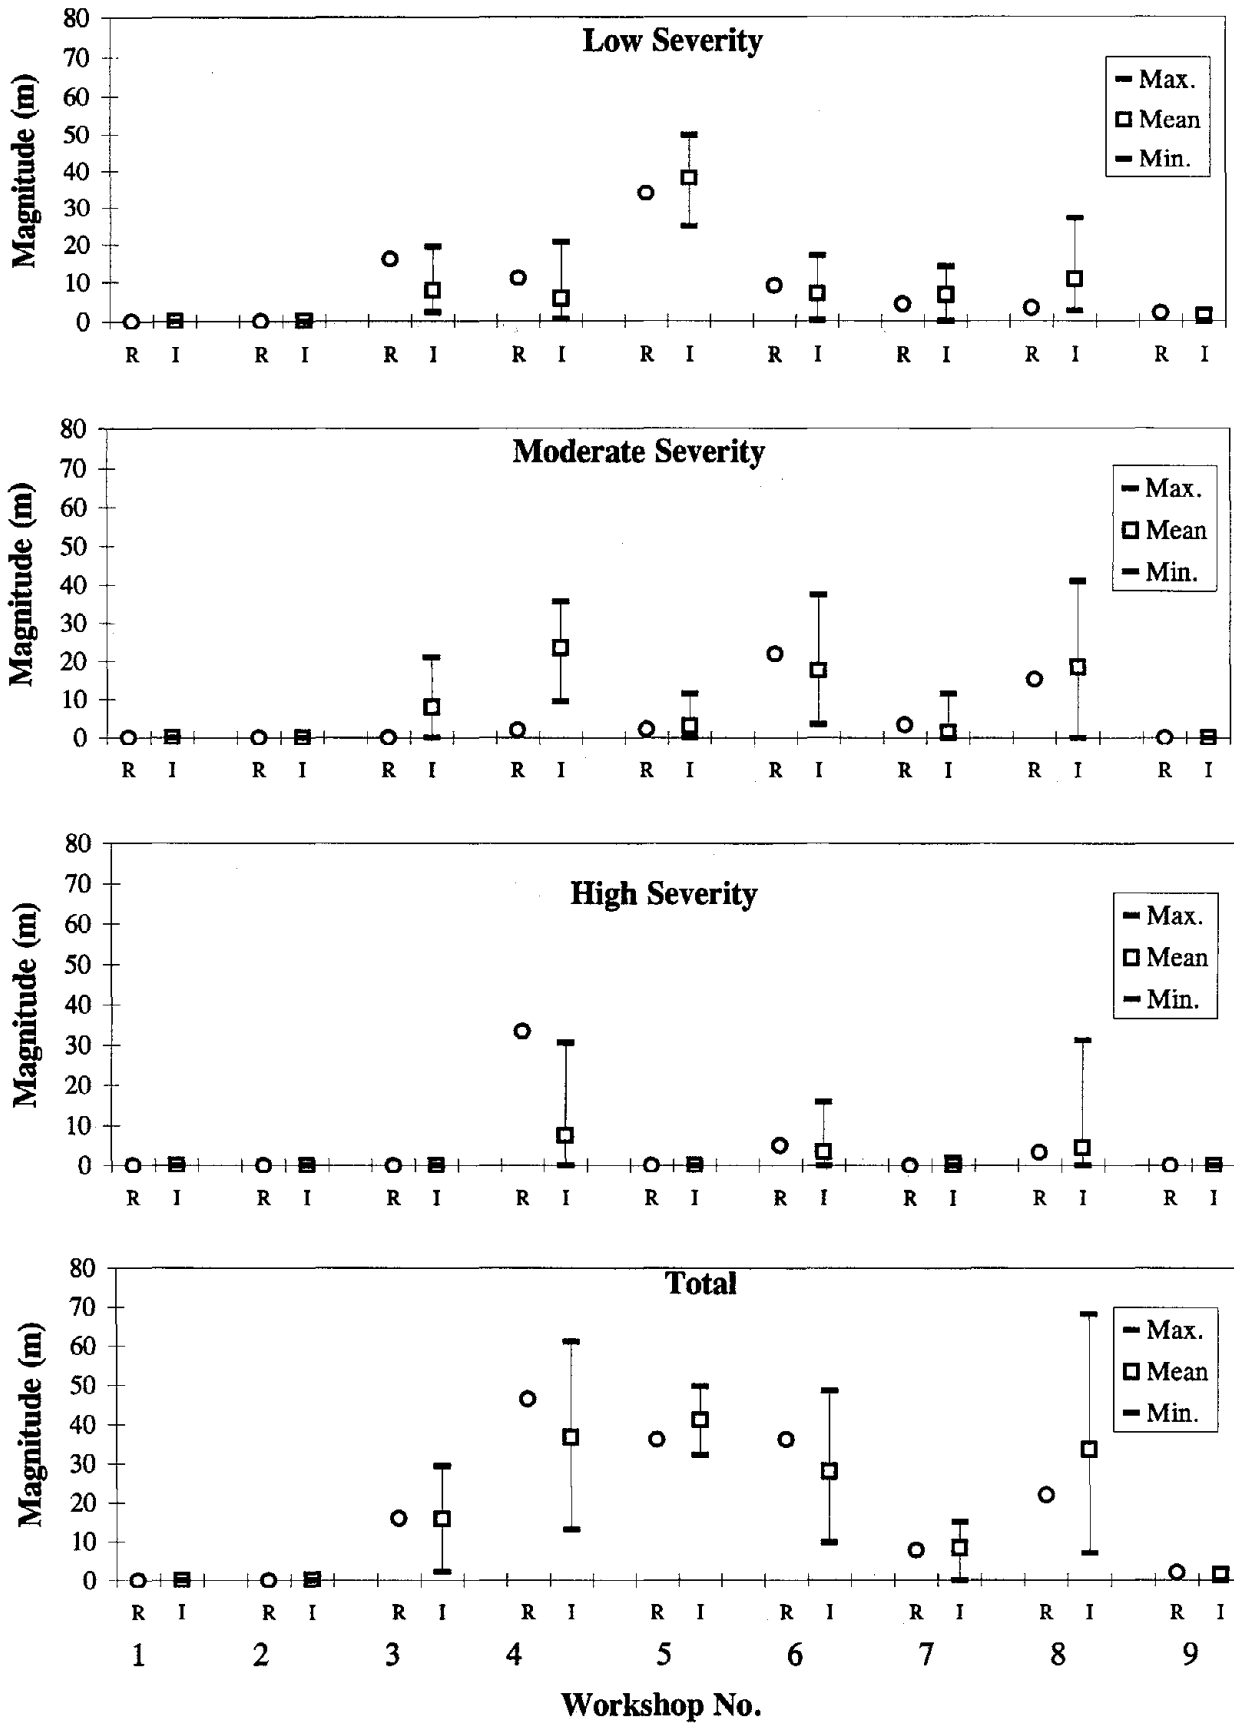 Low Severity
Magnitude (m)
80
70
60
50
40
30
20
10
0
Max.
Mean
Min.
R I R I R I R I R I R I R I R I R I
Moderate Severity
Magnitude (m)
80
70
60
50
40
30
20
10
0
Max.
Mean
Min.
R I R I R I R I R I R I R I R I R I
High Severity
Magnitude (m)
80
70
60
50
40
30
20
10
0
Max.
Mean
Min.
R I R I R I R I R I R I R I R I R I
Total
Magnitude (m)
80
70
60
50
40
30
20
10
0
Max.
Mean
Min.
R I R I R I R I R I R I R I R I R I
1 2 3 4 5 6 7 8 9
Workshop No.